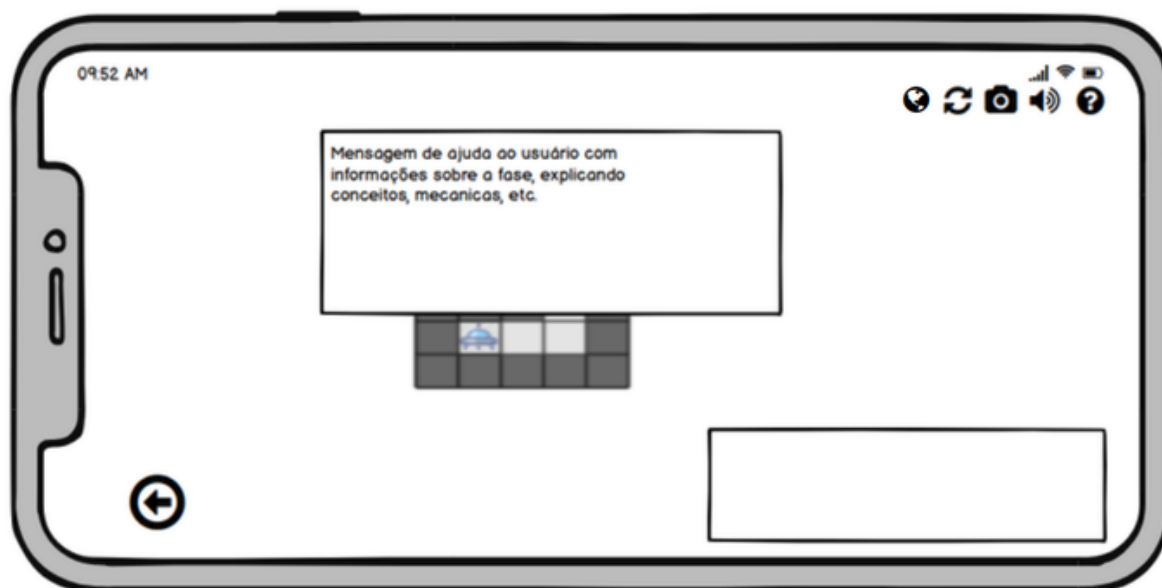 09:52 AM
Mensagem de ajuda ao usuário com
informações sobre a fase, explicando
conceitos, mecanicas, etc.